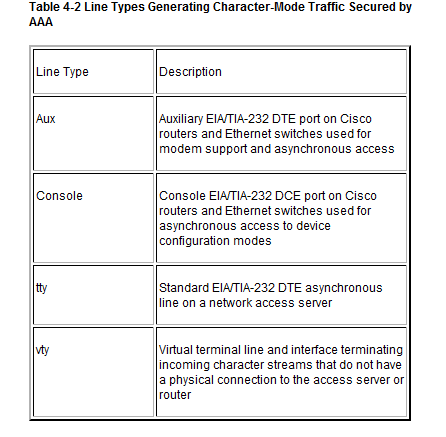 Table 4-2 Line Types Generating Character-Mode Traffic Secured by
AAA
Line Type
Description
Aux
Auxiliary EIA/TIA-232 DTE port on Cisco
routers and Ethernet switches used for
modem support and asynchronous access
Console
Console EIA/TIA-232 DCE port on Cisco
routers and Ethernet switches used for
asynchronous access to device
configuration modes
tty
Standard EIA/TIA-232 DTE asynchronous
line on a network access server
vty
Virtual terminal line and interface terminating
incoming character streams that do not have
a physical connection to the access server or
router